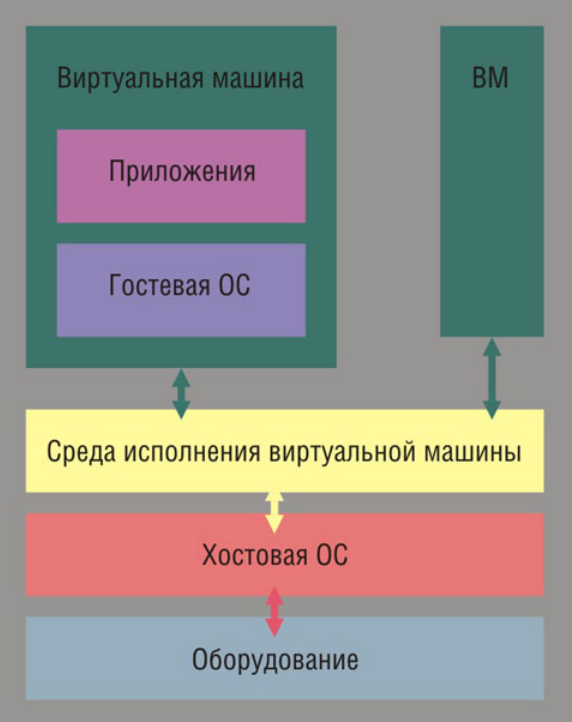 Виртуальная машина
ВМ
Приложения
Гостевая ОС
Среда исполнения виртуальной машины
Хостовая ОС
Оборудование